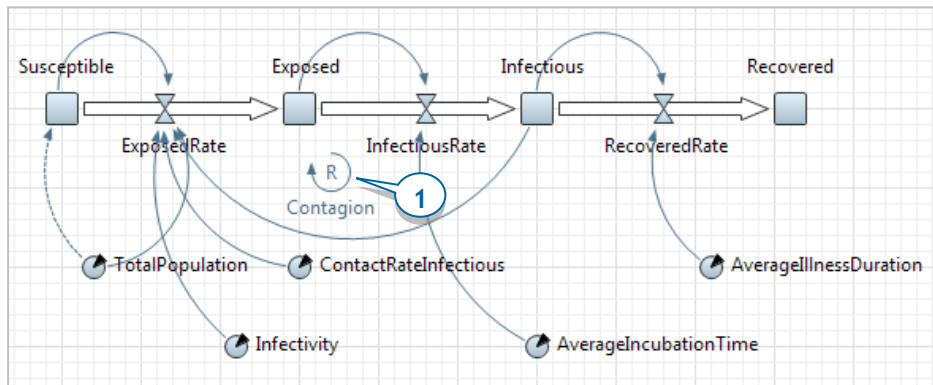 Susceptible
Exposed
Infectious
Recovered
ExposedRate
InfectiousRate
RecoveredRate
R
1
Contagion
TotalPopulation
ContactRateInfectious
AverageIllnessDuration
Infectivity
AverageIncubationTime